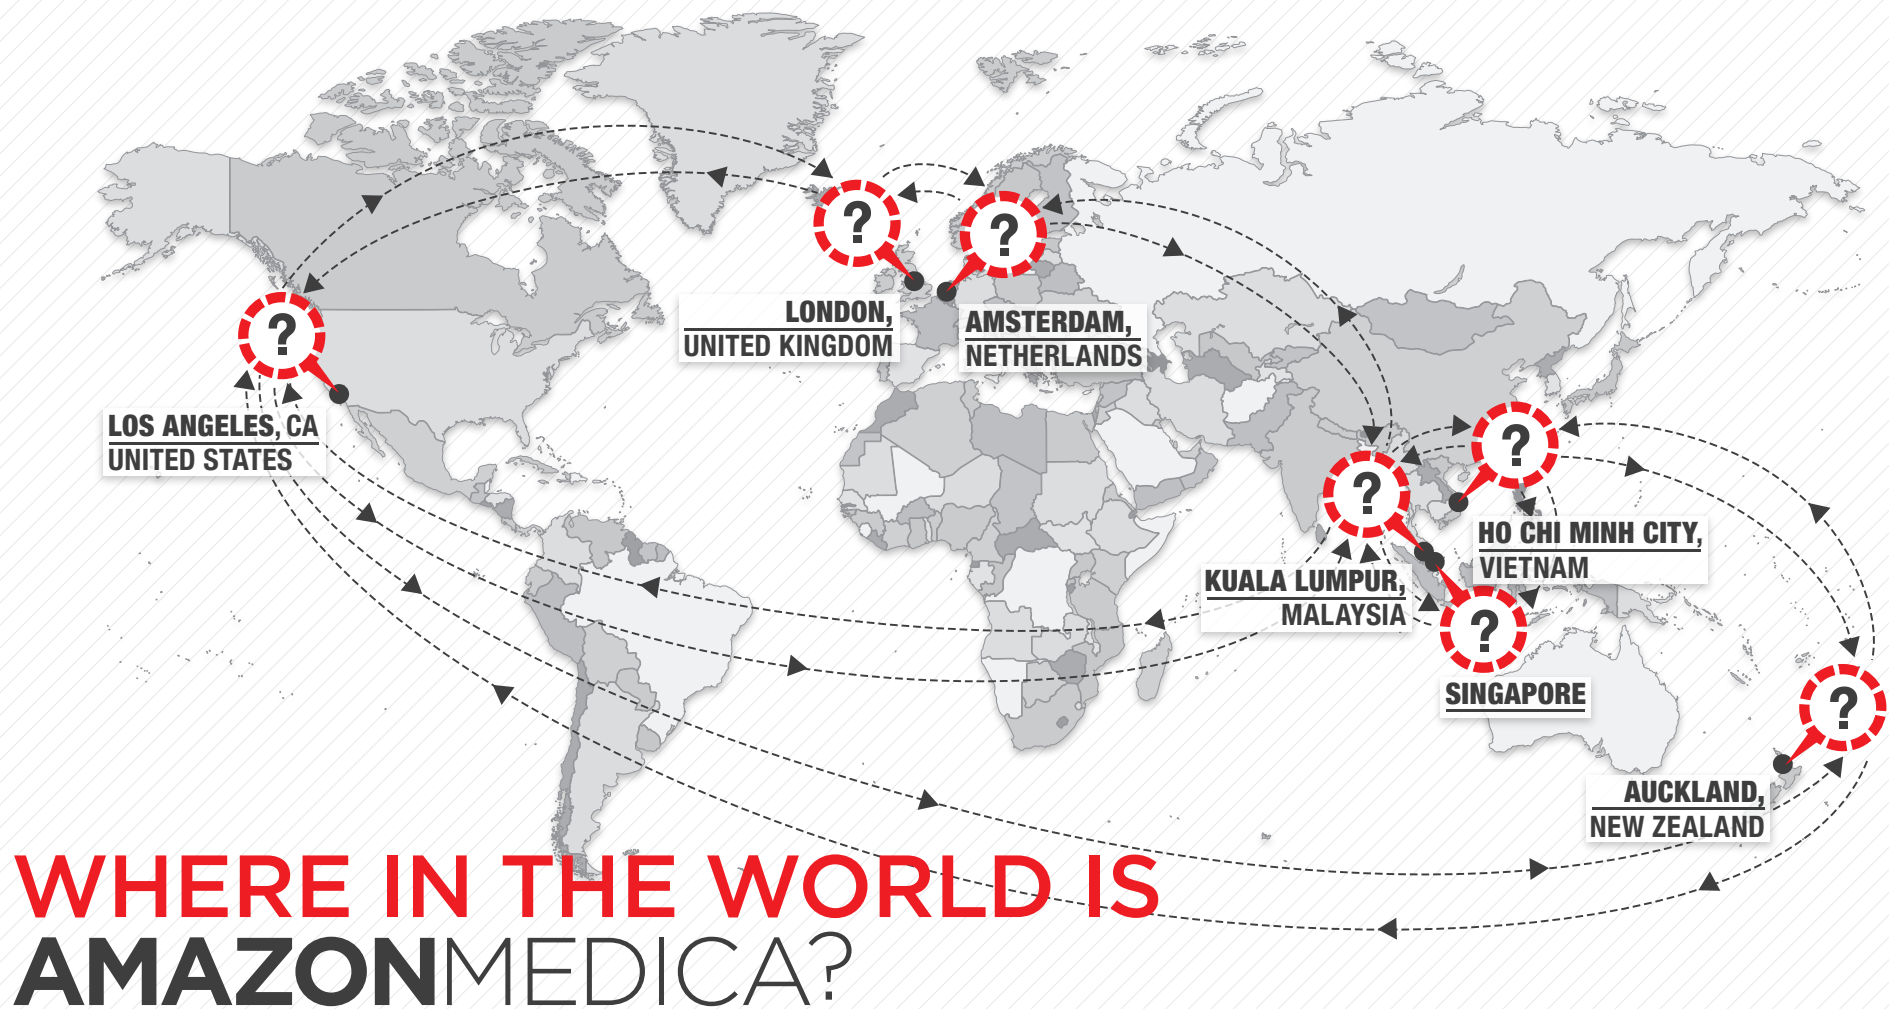 LONDON,
UNITED KINGDOM
AMSTERDAM,
NETHERLANDS
LOS ANGELES, CA
UNITED STATES
HO CHI MINH CITY,
VIETNAM
KUALA LUMPUR,
MALAYSIA
SINGAPORE
AUCKLAND,
NEW ZEALAND
?
?
?
?
?
?
?
WHERE IN THE WORLD IS
AMAZONMEDICA?